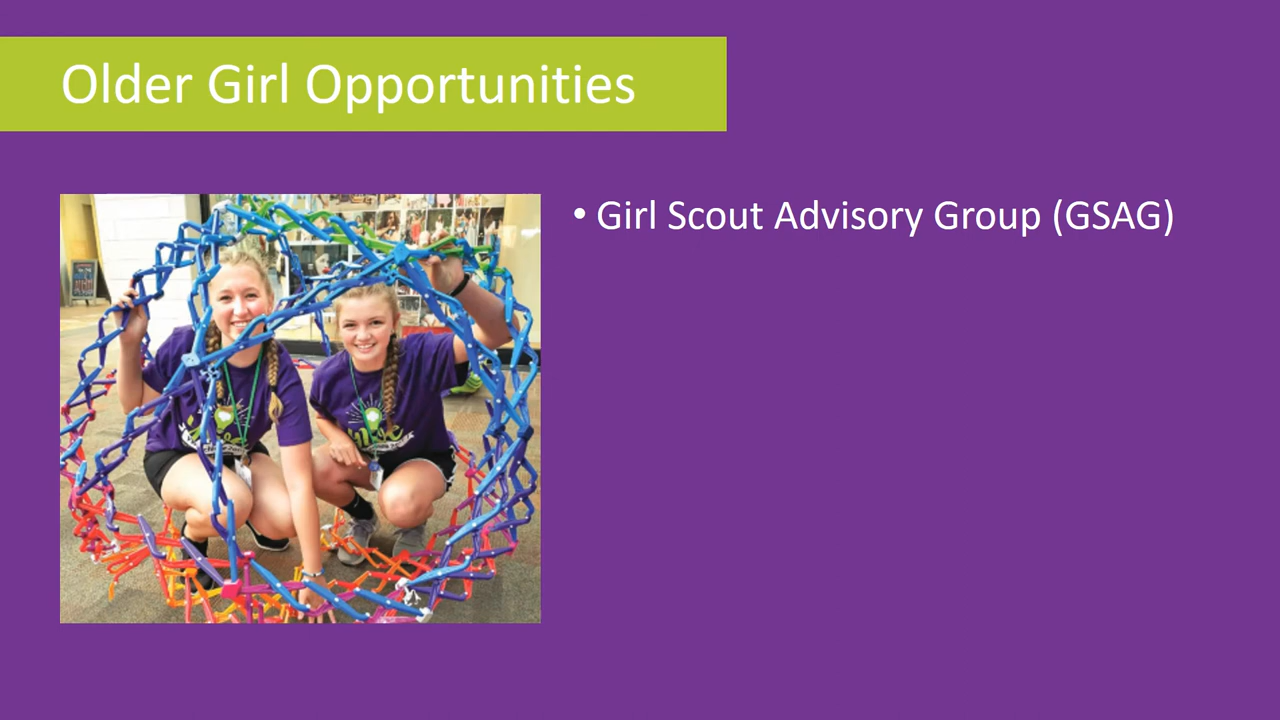 Older Girl Opportunities
• Girl Scout Advisory Group (GSAG)